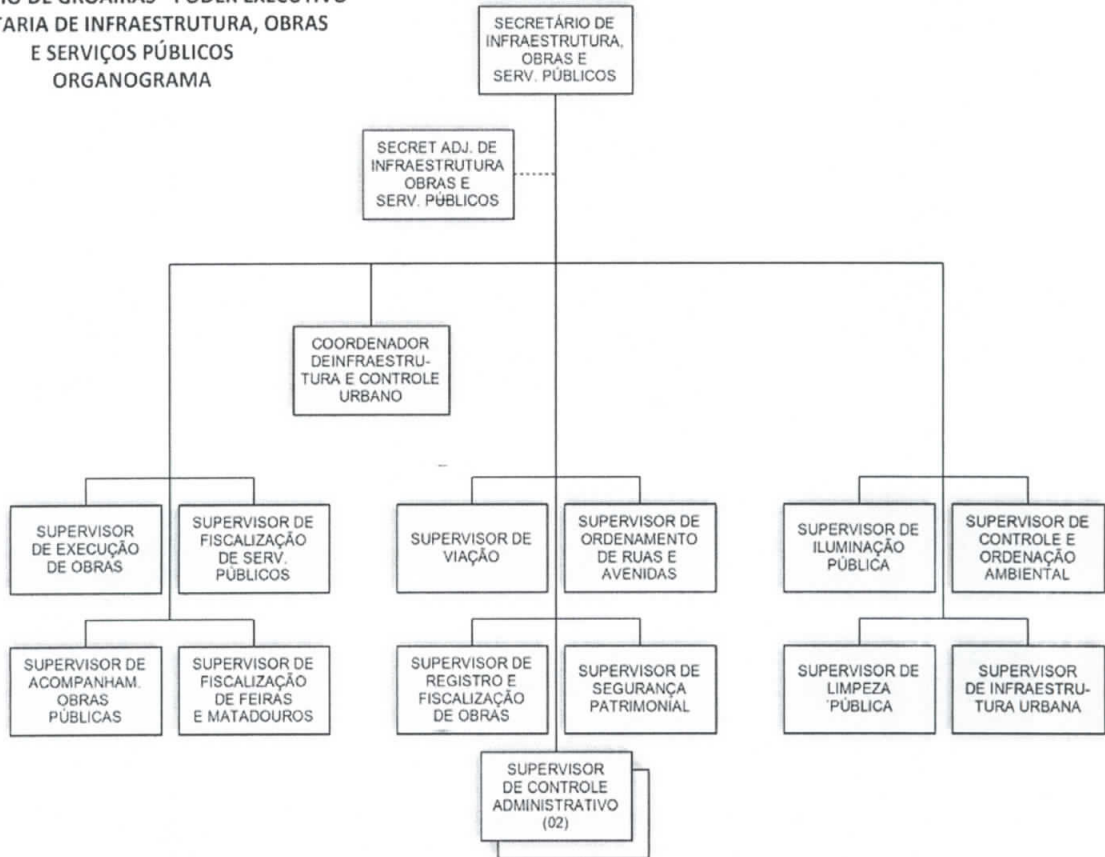 DE GROAIRAS - PODER EXECUTIVO
DE INFRAESTRUTURA, OBRAS
E SERVIÇOS PÚBLICOS
ORGANOGRAMA
SECRETÁRIO DE
INFRAESTRUTURA,
OBRAS E
SERV. PÚBLICOS
SECRET ADJ. DE
INFRAESTRUTURA
OBRAS E
SERV. PÚBLICOS
COORDENADOR
DEINFRAESTRU-
TURA E CONTROLE
URBANO
SUPERVISOR
DE EXECUÇÃO
DE OBRAS
SUPERVISOR DE
FISCALIZAÇÃO
DE SERV.
PÚBLICOS
SUPERVISOR DE
VIAÇÃO
SUPERVISOR DE
ORDENAMENTO
DE RUAS E
AVENIDAS
SUPERVISOR DE
ILUMINAÇÃO
PÚBLICA
SUPERVISOR DE
CONTROLE E
ORDENAÇÃO
AMBIENTAL
SUPERVISOR DE
ACOMPANHAM.
OBRAS
PÚBLICAS
SUPERVISOR DE
FISCALIZAÇÃO
DE FEIRAS
E MATADOUROS
SUPERVISOR DE
REGISTRO E
FISCALIZAÇÃO
DE OBRAS
SUPERVISOR DE
SEGURANÇA
PATRIMONIAL
SUPERVISOR DE
LIMPEZA
PÚBLICA
SUPERVISOR
DE INFRAESTRU-
TURA URBANA
SUPERVISOR
DE CONTROLE
ADMINISTRATIVO
(02)